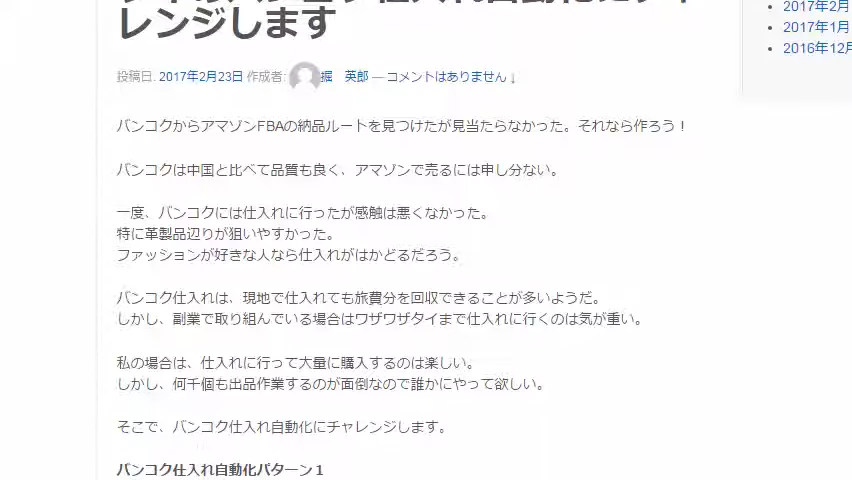 レンジします
投稿日: 2017年2月23日 作成者: 掘 英郎 — コメントはありません ↓
バンコクからアマゾンFBAの納品ルートを見つけたが見当たらなかった。それなら作ろう！
バンコクは中国と比べて品質も良く、アマゾンで売るには申し分ない。
一度、バンコクには仕入れに行ったが感触は悪くなかった。
特に革製品辺りが狙いやすかった。
ファッションが好きな人なら仕入れがはかどるだろう。
バンコク仕入れは、現地で仕入れても旅費分を回収できることが多いようだ。
しかし、副業で取り組んでいる場合はワザワザタイまで仕入れに行くのは気が重い。
私の場合は、仕入れに行って大量に購入するのは楽しい。
しかし、何千個も出品作業するのが面倒なので誰かにやって欲しい。
そこで、バンコク仕入れ自動化にチャレンジします。
バンコク仕入れ自動化パターン１
2017年2月
2017年1月
2016年12月